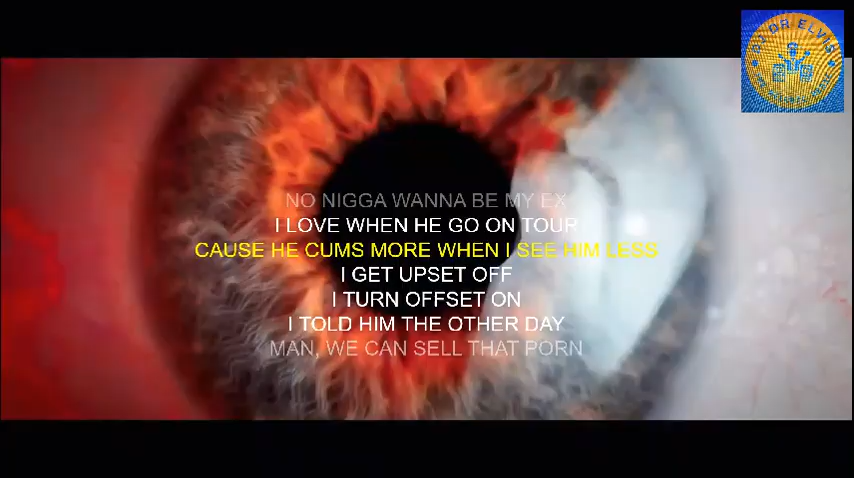 NO NIGGA WANNA BE MY EX
I LOVE WHEN HE GO ON TOUR
CAUSE HE CUMS MORE WHEN I SEE HIM LESS
I GET UPSET OFF
I TURN OFFSET ON
I TOLD HIM THE OTHER DAY
MAN, WE CAN SELL THAT PORN
ELVIS